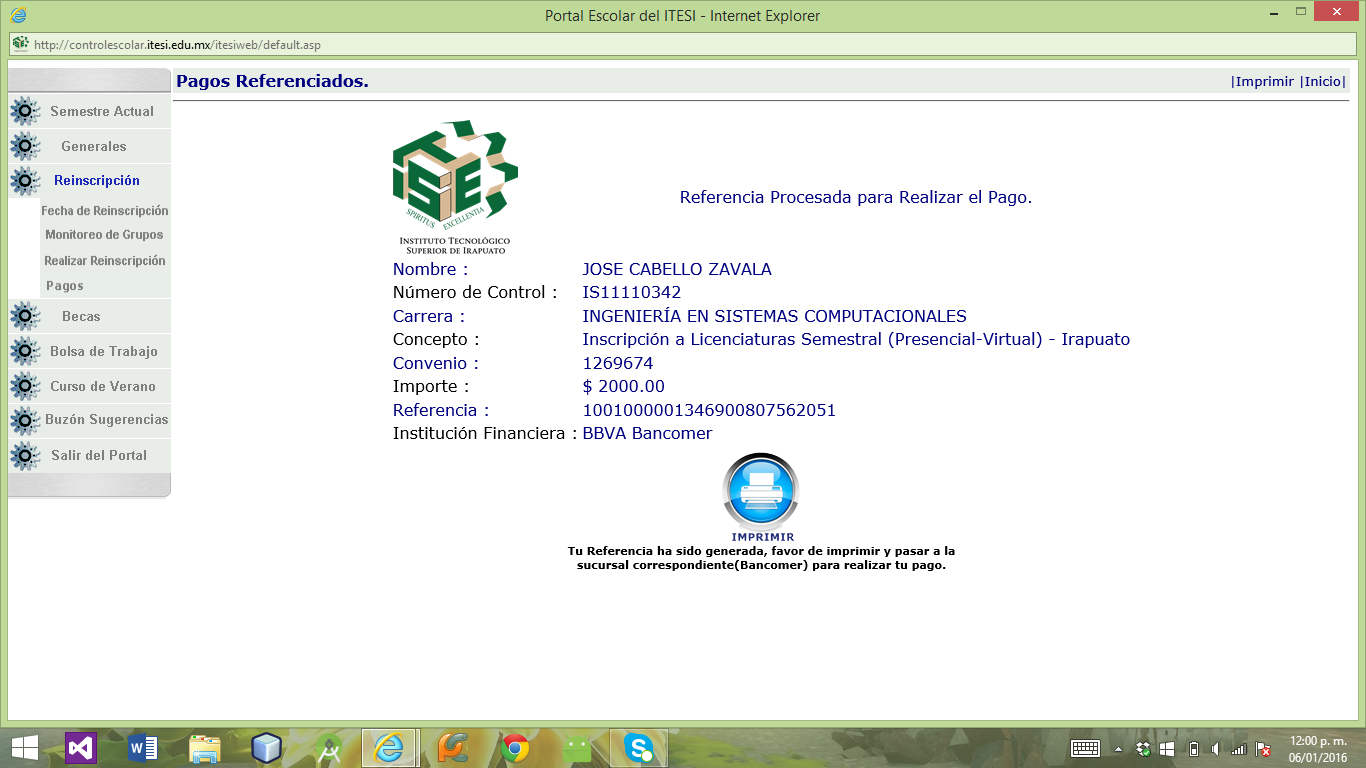 Portal Escolar del ITESI - Internet Explorer
http://controlescolar.itesi.edu.mx/itesiweb/default.asp
Pagos Referenciados.
|Imprimir |Inicio|
Semestre Actual
Generales
Reinscripción
Fecha de Reinscripción
Monitoreo de Grupos
Realizar Reinscripción
Pagos
Becas
Bolsa de Trabajo
Curso de Verano
Buzón Sugerencias
Salir del Portal
ITESI
SPIRITUS EXCELLENTIA
INSTITUTO TECNOLÓGICO
SUPERIOR DE IRAPUATO
Referencia Procesada para Realizar el Pago.
Nombre : JOSE CABELLO ZAVALA
Número de Control : IS11110342
Carrera : INGENIERÍA EN SISTEMAS COMPUTACIONALES
Concepto : Inscripción a Licenciaturas Semestral (Presencial-Virtual) - Irapuato
Convenio : 1269674
Importe : $ 2000.00
Referencia : 1001000001346900807562051
Institución Financiera : BBVA Bancomer
IMPRIMIR
Tu Referencia ha sido generada, favor de imprimir y pasar a la
sucursal correspondiente(Bancomer) para realizar tu pago.
12:00 p. m.
06/01/2016